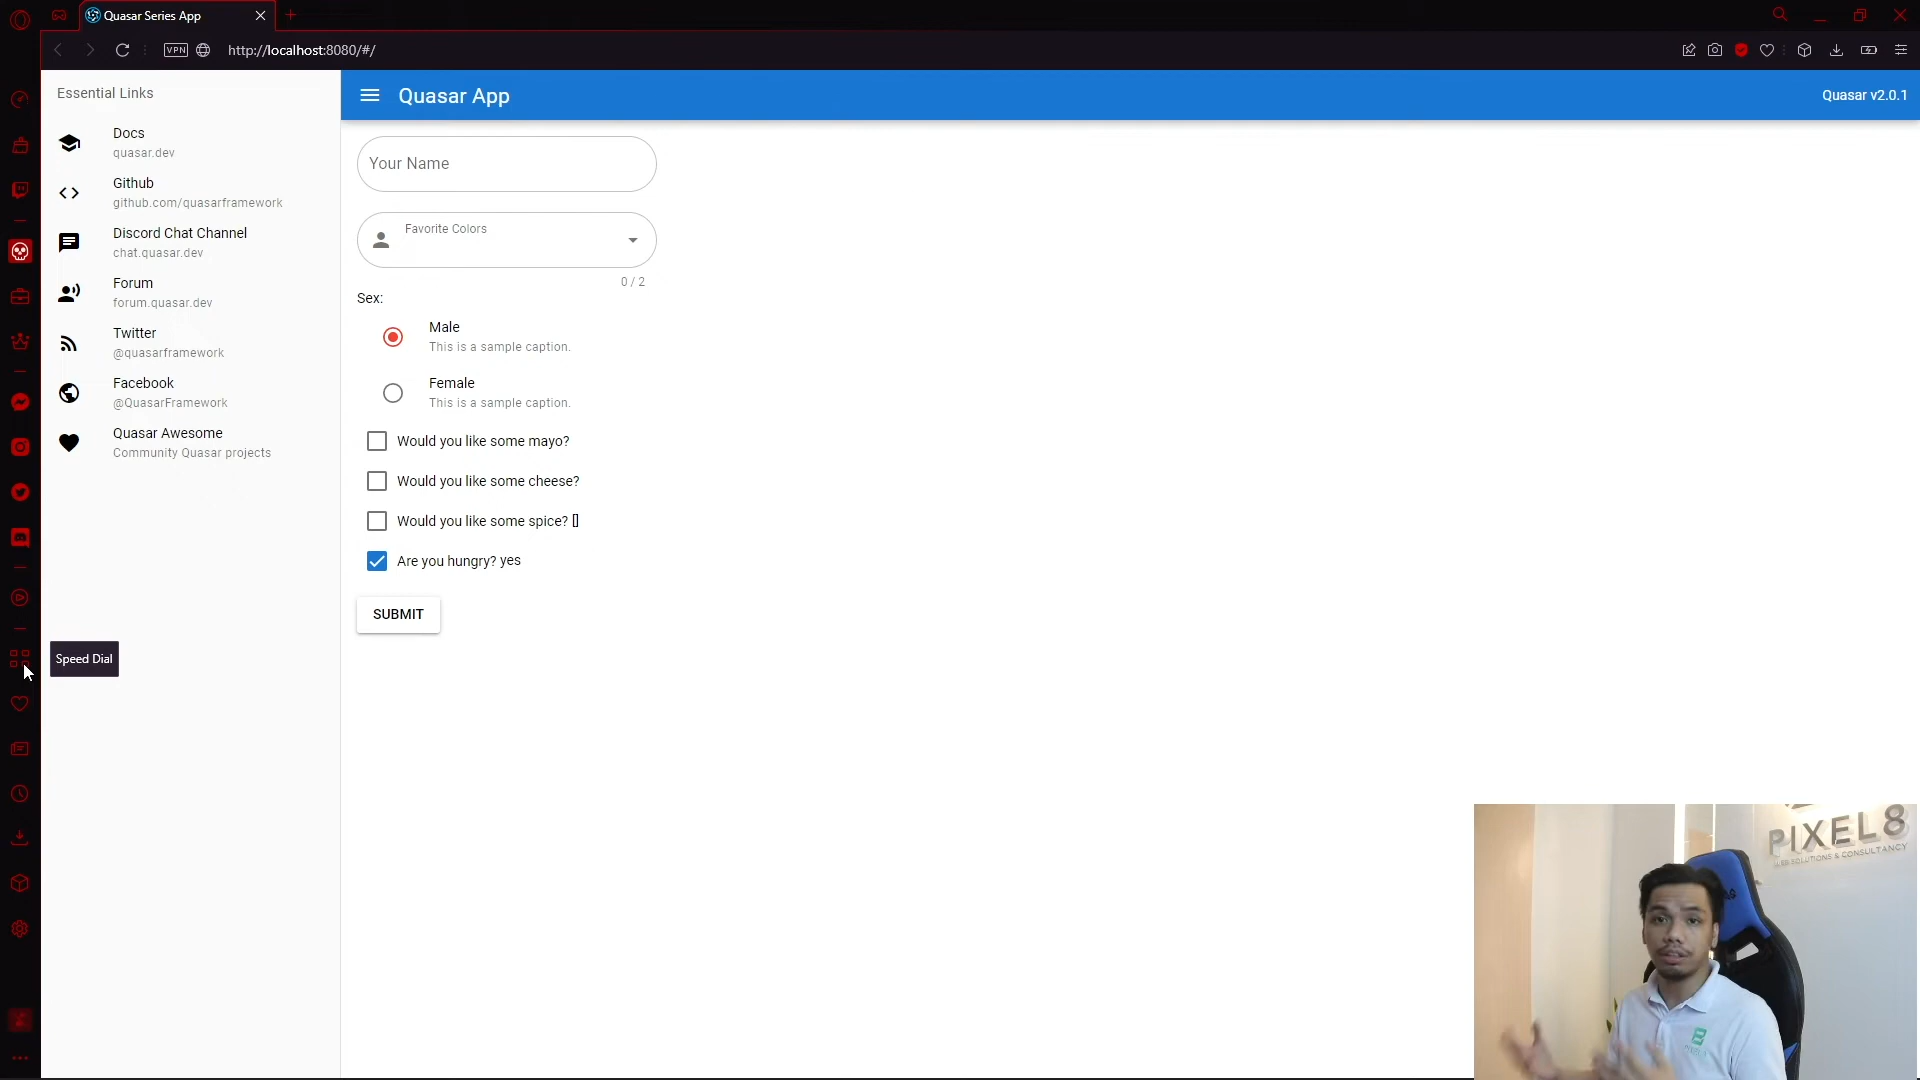 Quasar Series App
VPN
http://localhost:8080/#/
Essential Links
Docs
quasar.dev
Github
github.com/quasarframework
Discord Chat Channel
chat.quasar.dev
Forum
forum.quasar.dev
Twitter
@quasarframework
Facebook
@QuasarFramework
Quasar Awesome
Community Quasar projects
Speed Dial
Quasar App
Quasar v2.0.1
Your Name
Favorite Colors
0 / 2
Sex:
Male
This is a sample caption.
Female
This is a sample caption.
Would you like some mayo?
Would you like some cheese?
Would you like some spice? []
Are you hungry? yes
SUBMIT
PIXEL8
WEB SOLUTIONS & CONSULTANCY